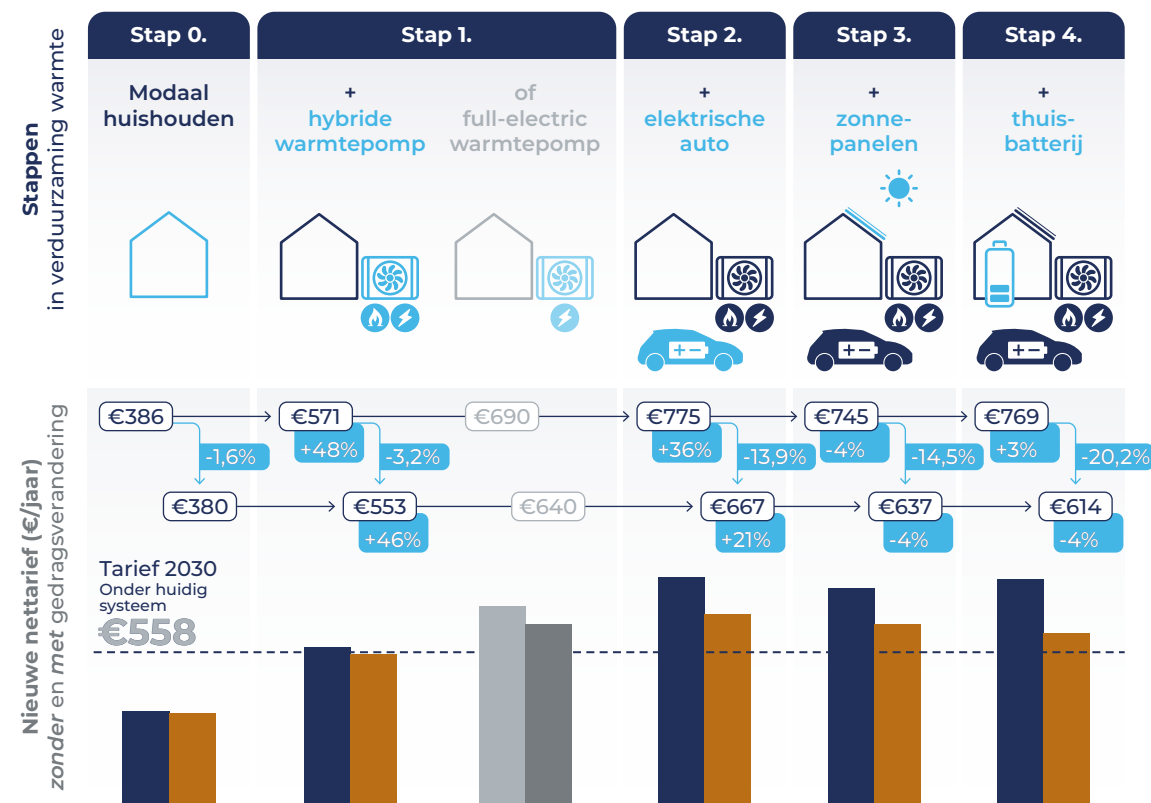 Stap 0.
Stap 1.
Stap 2.
Stap 3.
Stap 4.
Stappen
in verduurzaming warmte
Modaal
huishouden
+
hybride
warmtepomp
of
full-electric
warmtepomp
+
elektrische
auto
+
zonne-
panelen
+
thuis-
batterij
Nieuwe nettarief (€/jaar)
zonder en met gedragsverandering
€386
€571
€690
€775
€745
€769
-1,6%
+48%
-3,2%
+36%
-13,9%
-4%
-14,5%
+3%
-20,2%
€380
€553
€640
€667
€637
€614
+46%
+21%
-4%
-4%
Tarief 2030
Onder huidig
systeem
€558